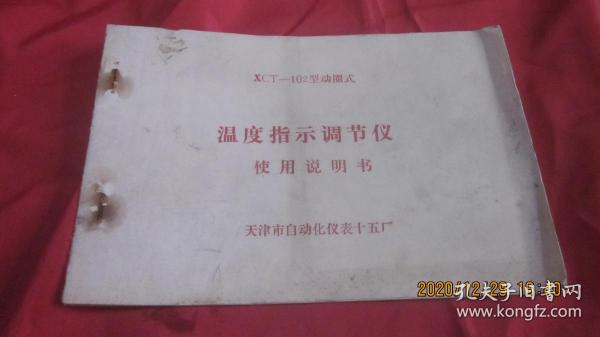 XCT—102型动圈式
温度指示调节仪
使用说明书
天津市自动化仪表十五厂
2020/12/29
孔夫子旧书网
www.kongfz.com